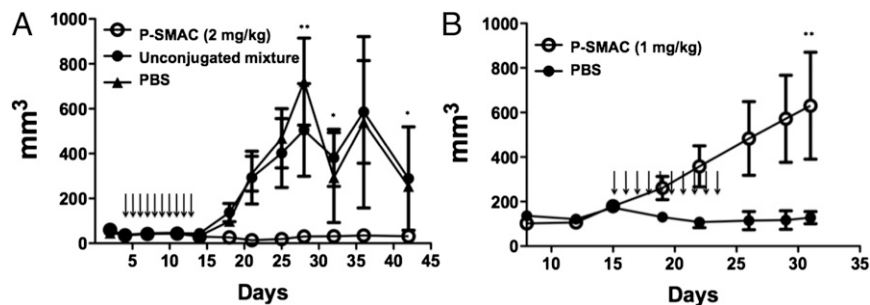 A
P-SMAC (2 mg/kg)
Unconjugated mixture
PBS
mm3
1000
800
600
400
200
0
**
*
*
0 5 10 15 20 25 30 35 40 45
Days
B
P-SMAC (1 mg/kg)
PBS
mm3
1000
800
600
400
200
0
**
10 15 20 25 30 35
Days